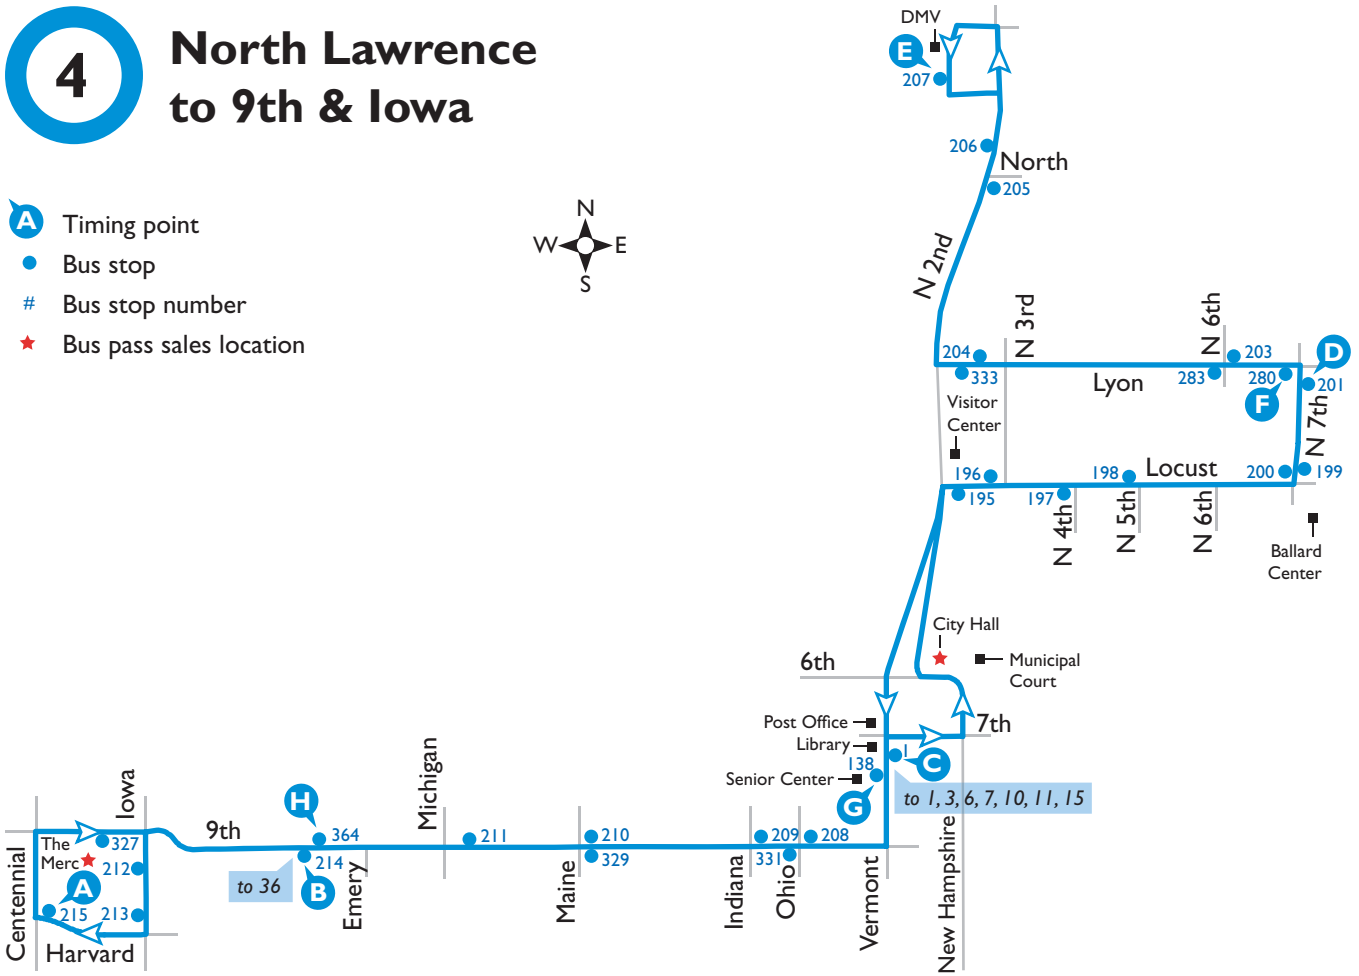 4
North Lawrence
to 9th & Iowa
A
Timing point
Bus stop
#
Bus stop number
Bus pass sales location
N
W
E
S
DMV
E
207
206
North
205
N 2nd
204
333
N 3rd
N 6th
203
D
Lyon
283
280
201
F
N 7th
Visitor
Center
196
195
197
198
Locust
200
199
N 4th
N 5th
N 6th
Ballard
Center
City Hall
Municipal
Court
6th
7th
Post Office
Library
138
1
C
Senior Center
G
to 1, 3, 6, 7, 10, 11, 15
Iowa
9th
H
364
Michigan
211
210
209
208
The
Merc
327
212
A
215
213
214
to 36
B
Emery
329
331
Maine
Indiana
Ohio
Vermont
New Hampshire
Centennial
Harvard